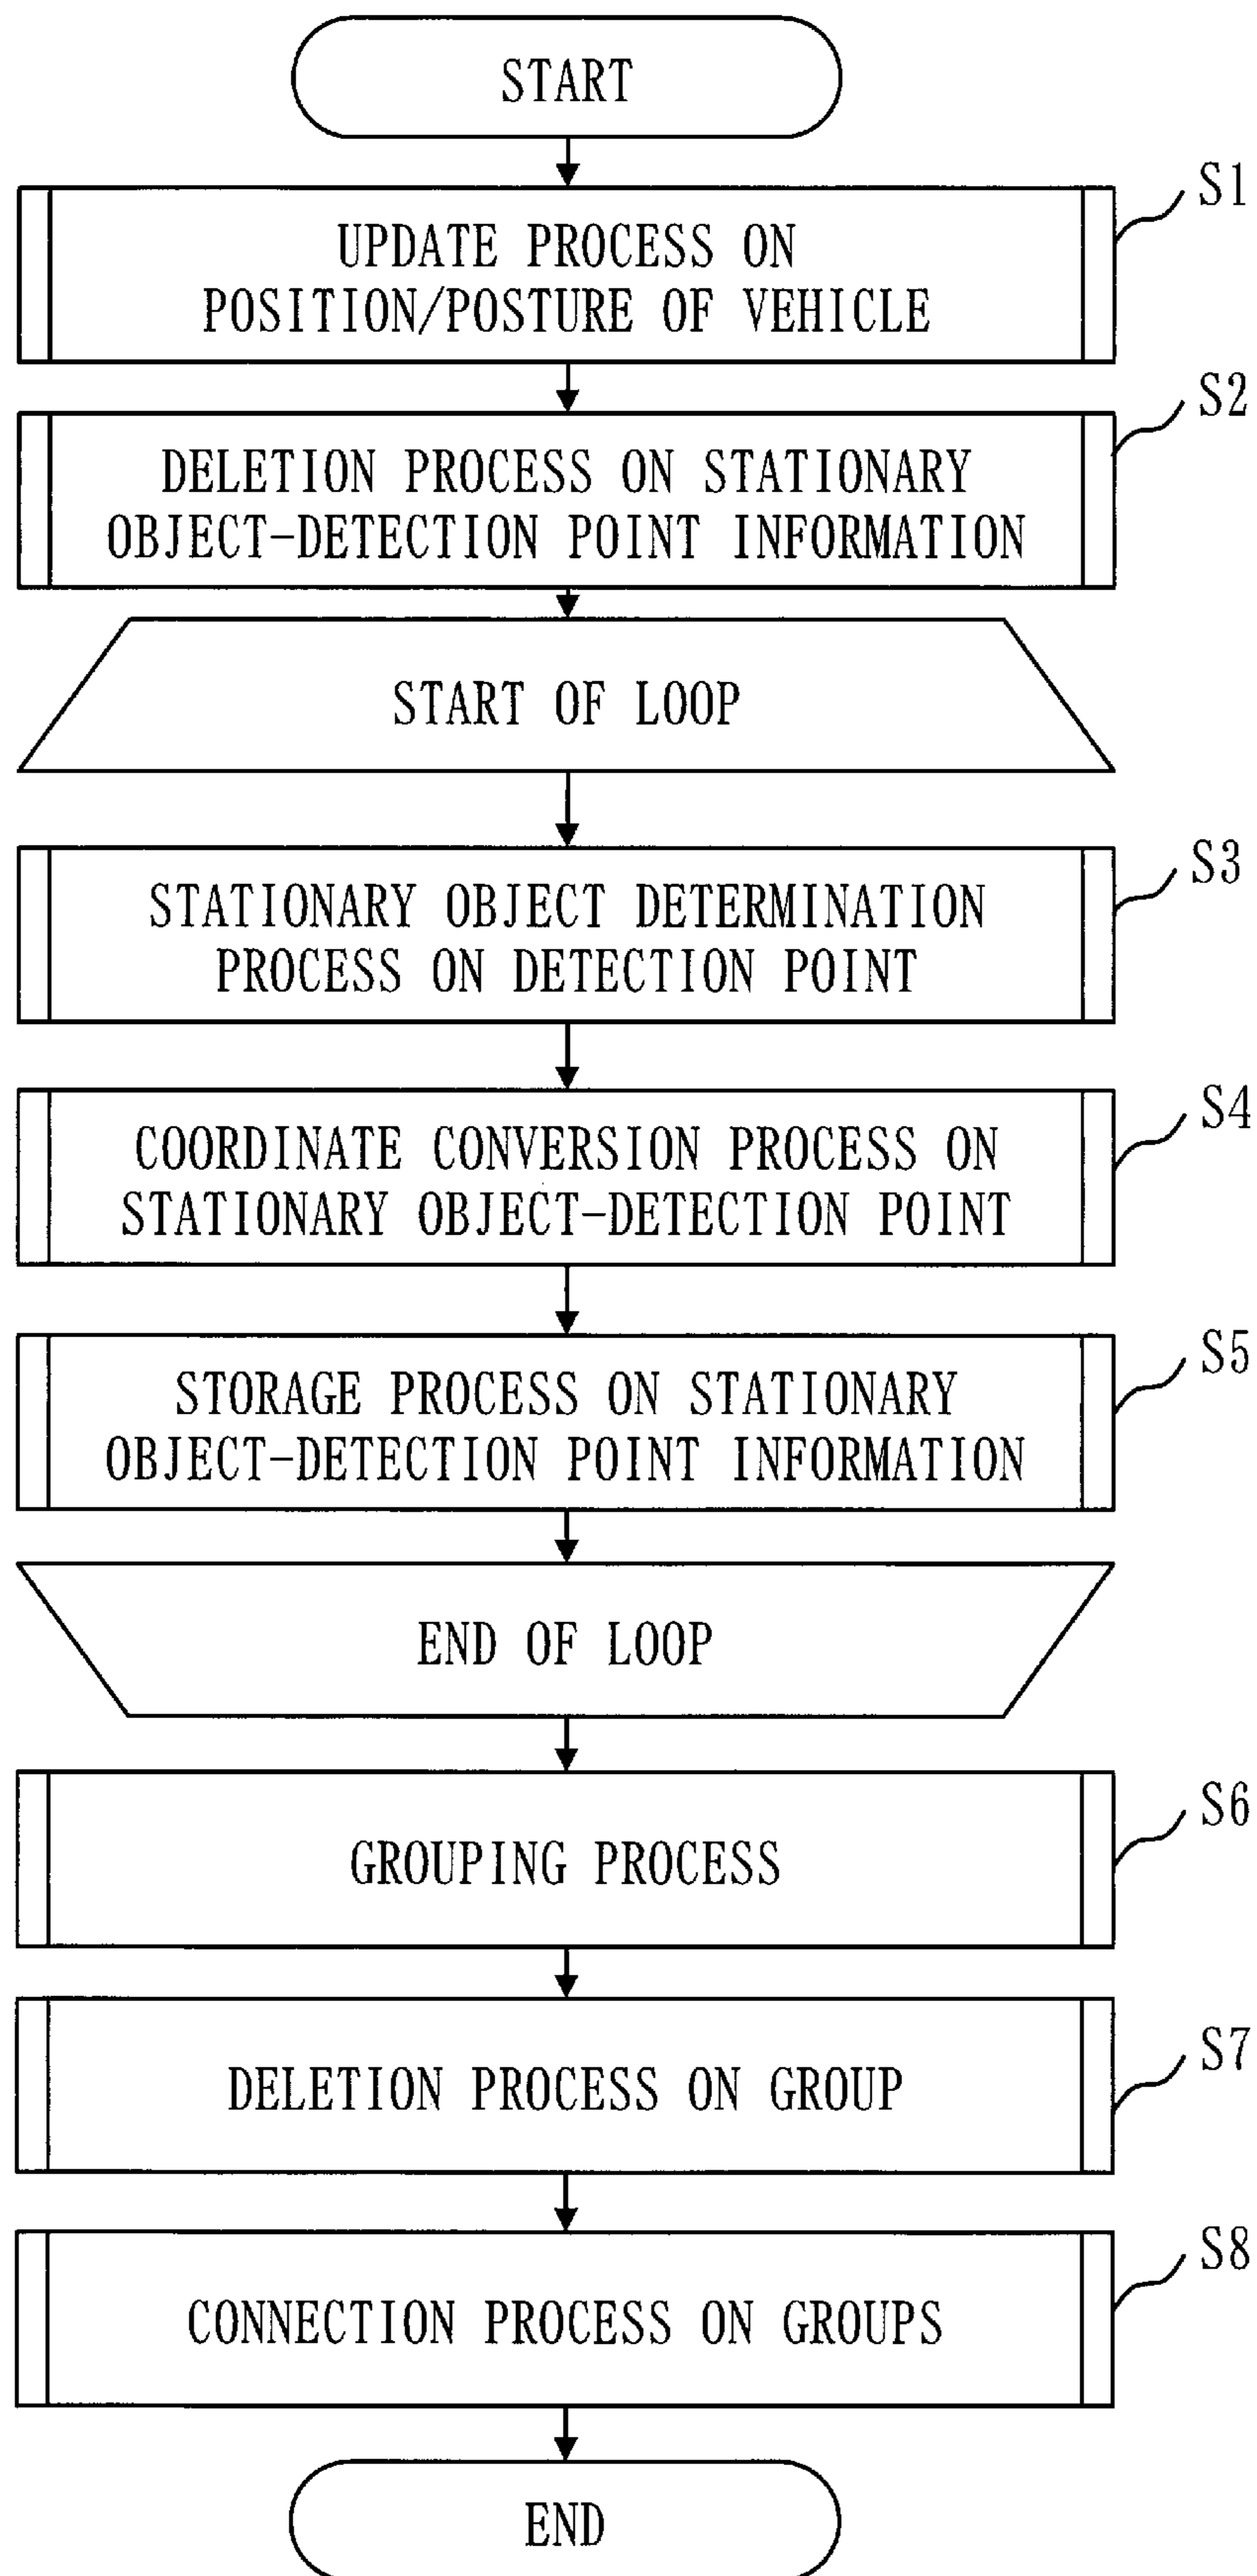 START
S1
UPDATE PROCESS ON
POSITION/POSTURE OF VEHICLE
S2
DELETION PROCESS ON STATIONARY
OBJECT-DETECTION POINT INFORMATION
START OF LOOP
S3
STATIONARY OBJECT DETERMINATION
PROCESS ON DETECTION POINT
S4
COORDINATE CONVERSION PROCESS ON
STATIONARY OBJECT-DETECTION POINT
S5
STORAGE PROCESS ON STATIONARY
OBJECT-DETECTION POINT INFORMATION
END OF LOOP
S6
GROUPING PROCESS
S7
DELETION PROCESS ON GROUP
S8
CONNECTION PROCESS ON GROUPS
END